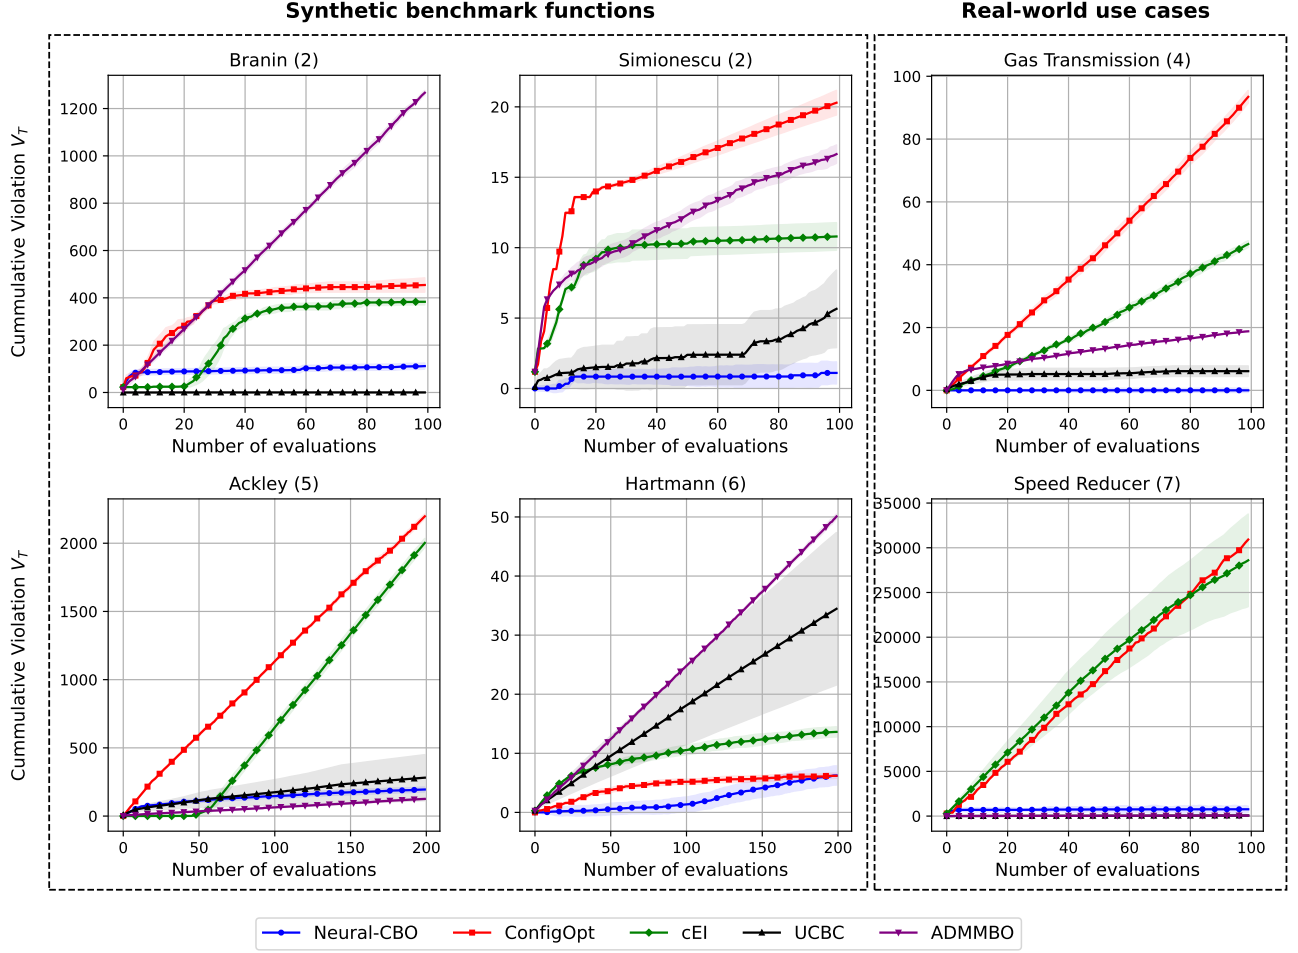 Synthetic benchmark functions
Real-world use cases
Branin (2)
Cummulative Violation V_T
1200
1000
800
600
400
200
0
0 20 40 60 80 100
Number of evaluations
Simionescu (2)
20
15
10
5
0
0 20 40 60 80 100
Number of evaluations
Gas Transmission (4)
100
80
60
40
20
0
0 20 40 60 80 100
Number of evaluations
Ackley (5)
Cummulative Violation V_T
2000
1500
1000
500
0
0 50 100 150 200
Number of evaluations
Hartmann (6)
50
40
30
20
10
0
0 50 100 150 200
Number of evaluations
Speed Reducer (7)
35000
30000
25000
20000
15000
10000
5000
0
0 20 40 60 80 100
Number of evaluations
Neural-CBO ConfigOpt cEI UCBC ADMMBO